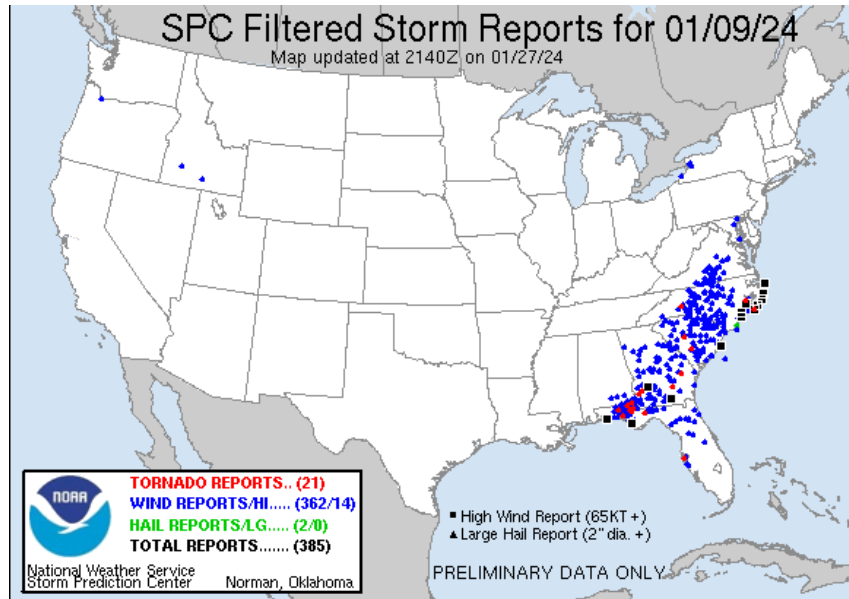 SPC Filtered Storm Reports for 01/09/24
Map updated at 2140Z on 01/27/24
NOAA
TORNADO REPORTS.. (21)
WIND REPORTS/HI..... (362/14)
HAIL REPORTS/LG..... (2/0)
TOTAL REPORTS....... (385)
National Weather Service
Storm Prediction Center Norman, Oklahoma
High Wind Report (65KT +)
Large Hail Report (2" dia. +)
PRELIMINARY DATA ONLY